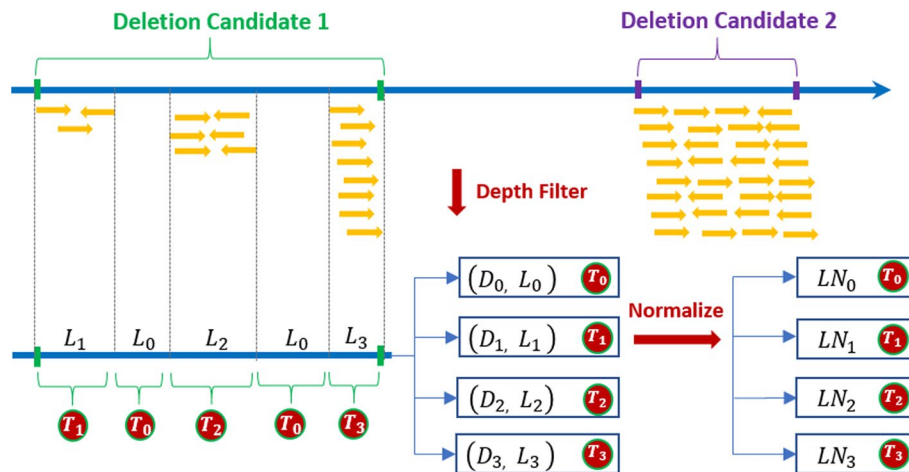 Deletion Candidate 1
Deletion Candidate 2
Depth Filter
L₁ L₀ L₂ L₀ L₃
T₁ T₀ T₂ T₀ T₃
(D₀, L₀) T₀
(D₁, L₁) T₁
(D₂, L₂) T₂
(D₃, L₃) T₃
Normalize
LN₀ T₀
LN₁ T₁
LN₂ T₂
LN₃ T₃